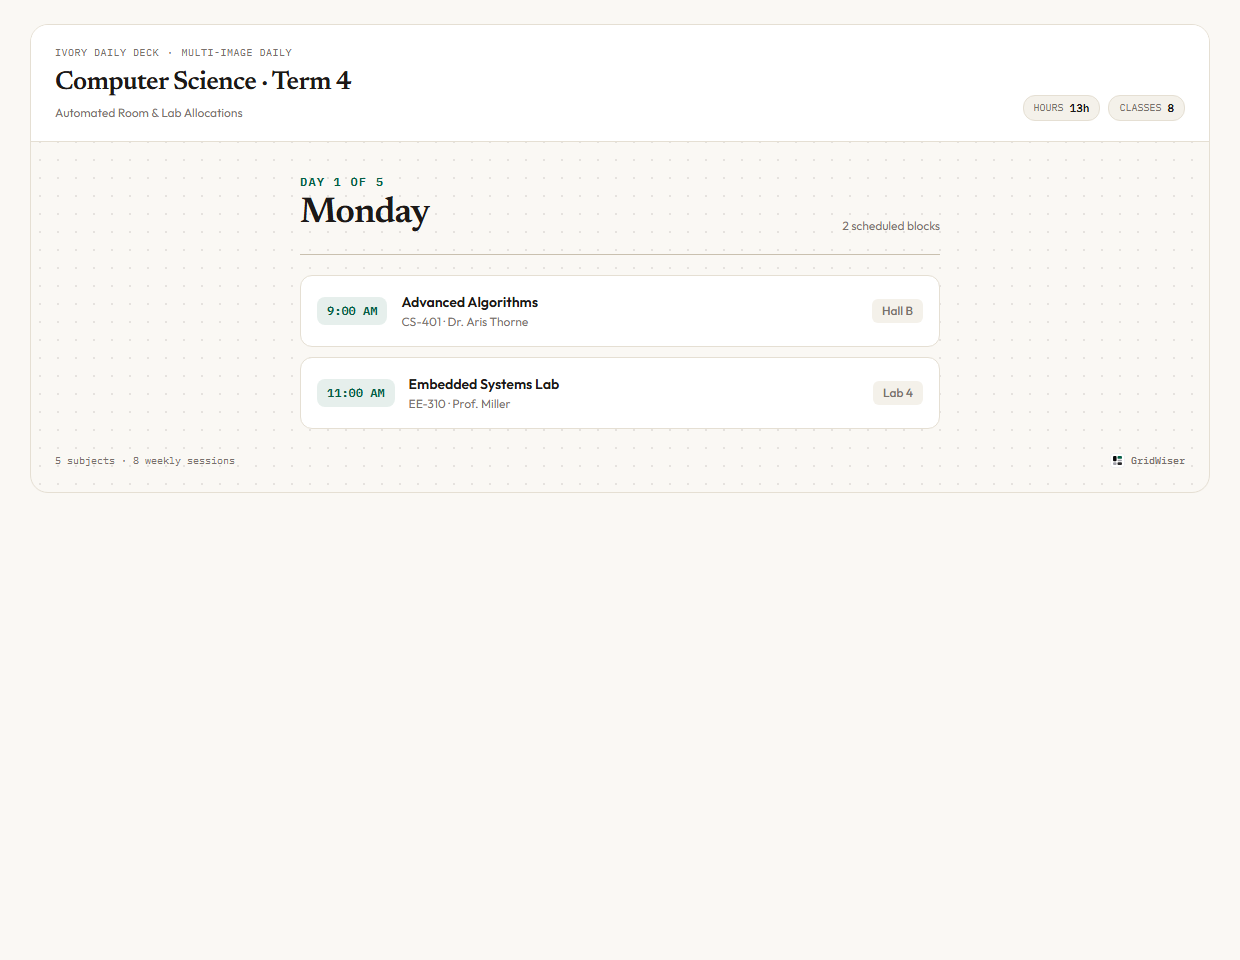 IVORY DAILY DECK · MULTI-IMAGE DAILY
Computer Science · Term 4
Automated Room & Lab Allocations
HOURS 13h
CLASSES 8
DAY 1 OF 5
Monday
2 scheduled blocks
9:00 AM
Advanced Algorithms
CS-401 · Dr. Aris Thorne
Hall B
11:00 AM
Embedded Systems Lab
EE-310 · Prof. Miller
Lab 4
5 subjects · 8 weekly sessions
GridWiser